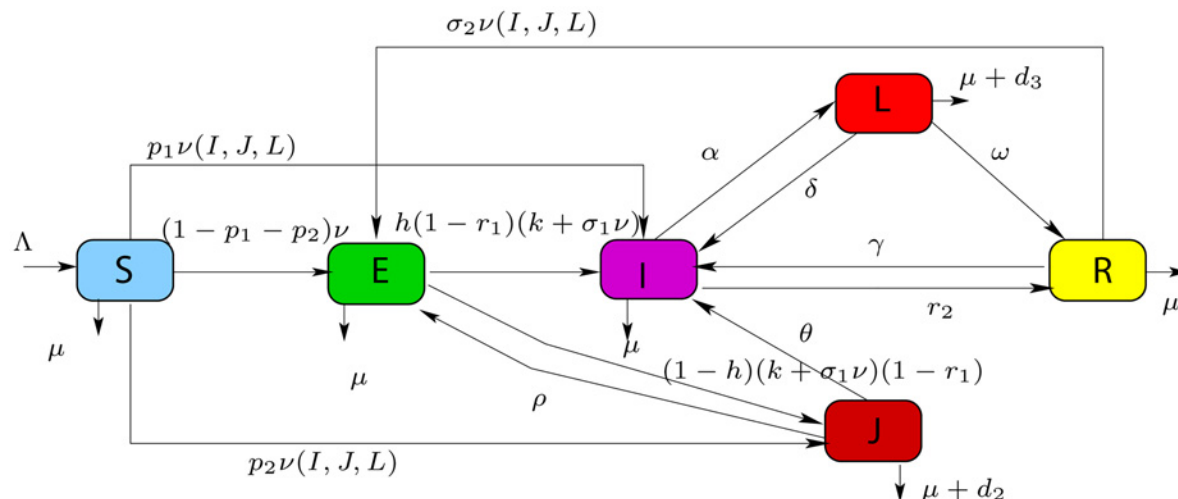 σ₂ν(I, J, L)
L
μ + d₃
p₁ν(I, J, L)
α
ω
δ
(1 − p₁ − p₂)ν
h(1 − r₁)(k + σ₁ν)
Λ
S
E
I
γ
R
r₂
μ
μ
μ
μ
θ
(1 − h)(k + σ₁ν)(1 − r₁)
ρ
J
p₂ν(I, J, L)
μ + d₂